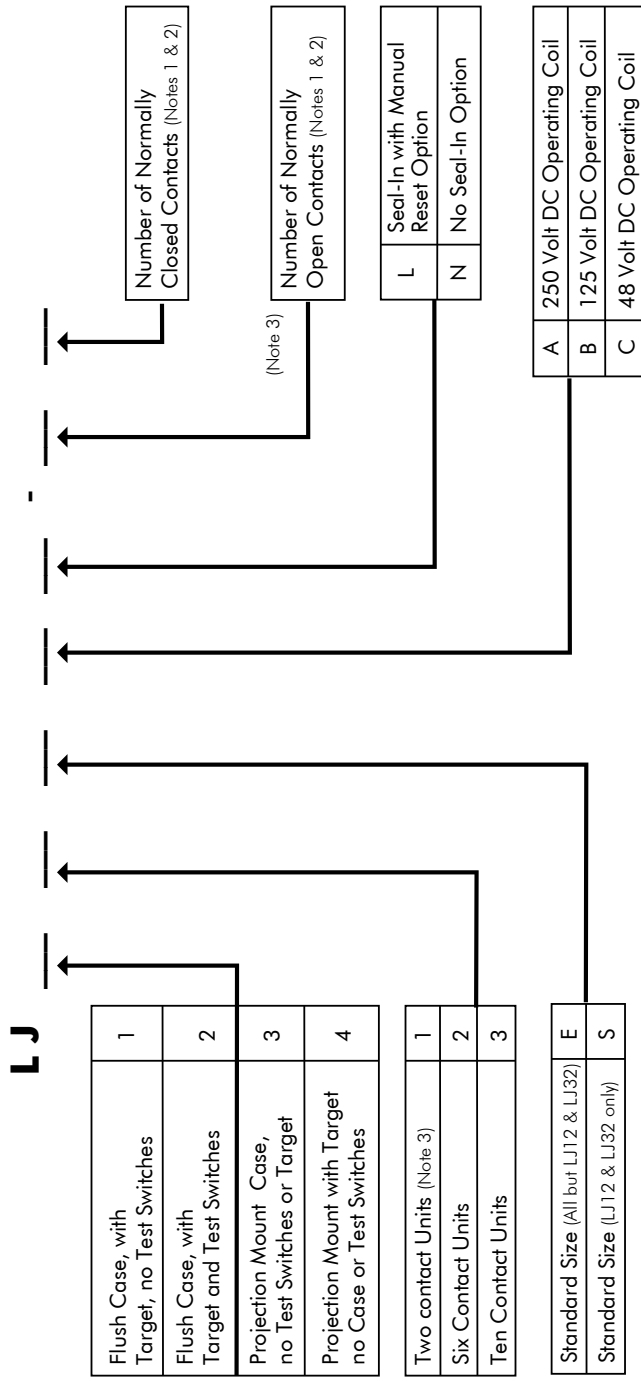 LJ
-
Flush Case, with
Target, no Test Switches
1
Flush Case, with
Target and Test Switches
2
Projection Mount Case,
no Test Switches or Target
3
Projection Mount with Target
no Case or Test Switches
4
Two contact Units (Note 3)
1
Six Contact Units
2
Ten Contact Units
3
Standard Size (All but LJ12 & LJ32)
E
Standard Size (LJ12 & LJ32 only)
S
Number of Normally
Closed Contacts (Notes 1 & 2)
(Note 3)
Number of Normally
Open Contacts (Notes 1 & 2)
L
Seal-In with Manual
Reset Option
N
No Seal-In Option
A
250 Volt DC Operating Coil
B
125 Volt DC Operating Coil
C
48 Volt DC Operating Coil